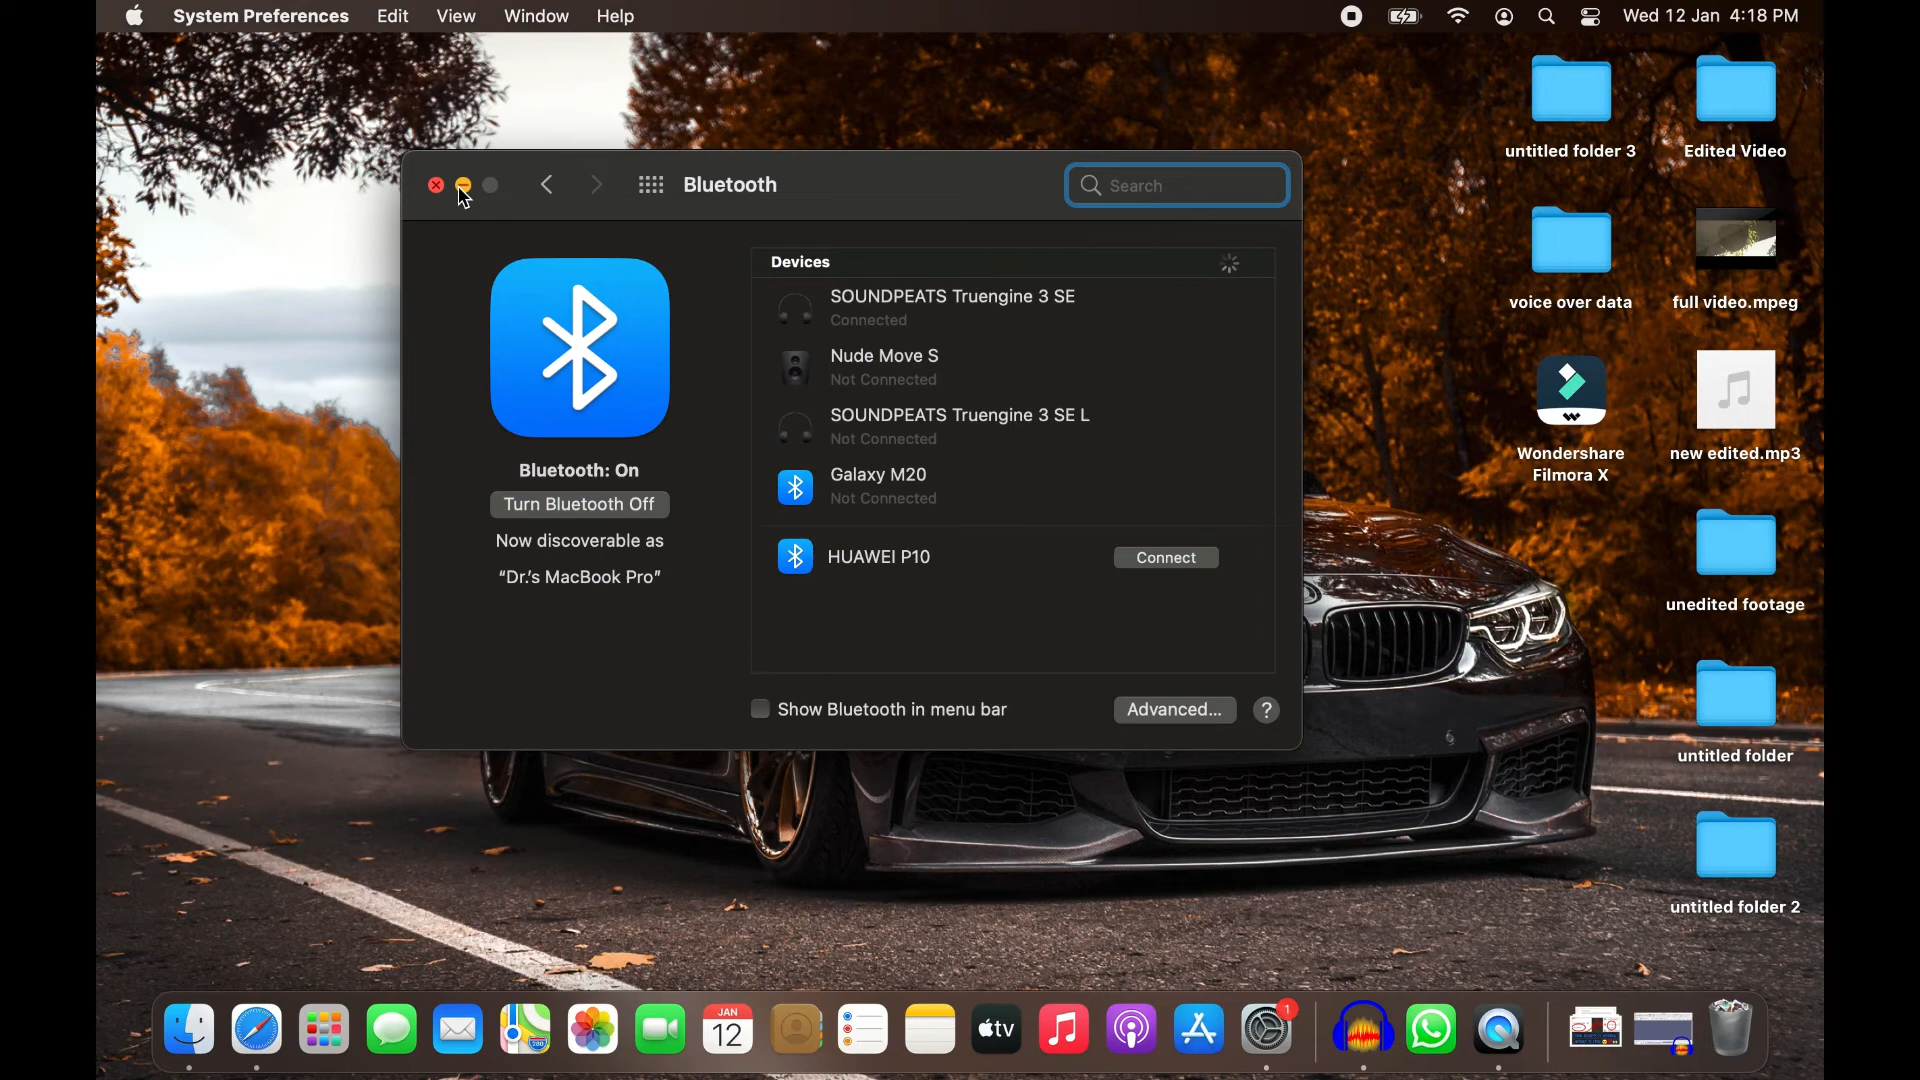 System Preferences Edit View Window Help Wed 12 Jan 4:18 PM
untitled folder 3 Edited Video
Bluetooth Search
Devices
SOUNDPEATS Truengine 3 SE
Connected
Nude Move S
Not Connected
SOUNDPEATS Truengine 3 SE L
Not Connected
Galaxy M20
Not Connected
HUAWEI P10 Connect
Bluetooth: On
Turn Bluetooth Off
Now discoverable as
“Dr.’s MacBook Pro”
Show Bluetooth in menu bar Advanced... ?
voice over data full video.mpeg
Wondershare
Filmora X
new edited.mp3
unedited footage
untitled folder
untitled folder 2
JAN
12
tv
1
280